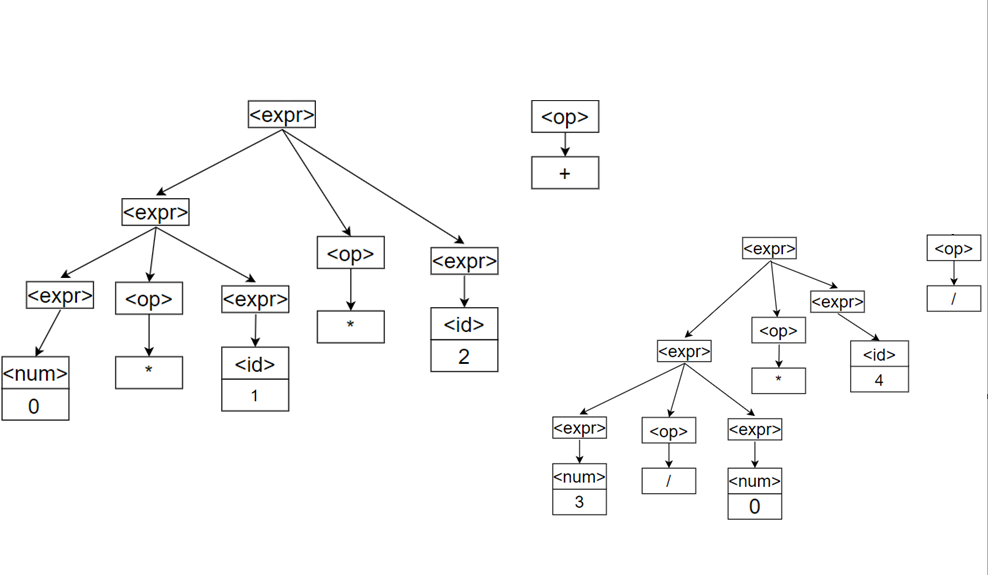 <expr>
<op>
+
<expr>
<expr>
<op>
<expr>
<op>
*
<expr>
<num>
0
*
<id>
1
<id>
2
<expr>
<op>
/
<expr>
<op>
*
<expr>
<id>
4
<expr>
<op>
<expr>
<num>
3
/
<num>
0